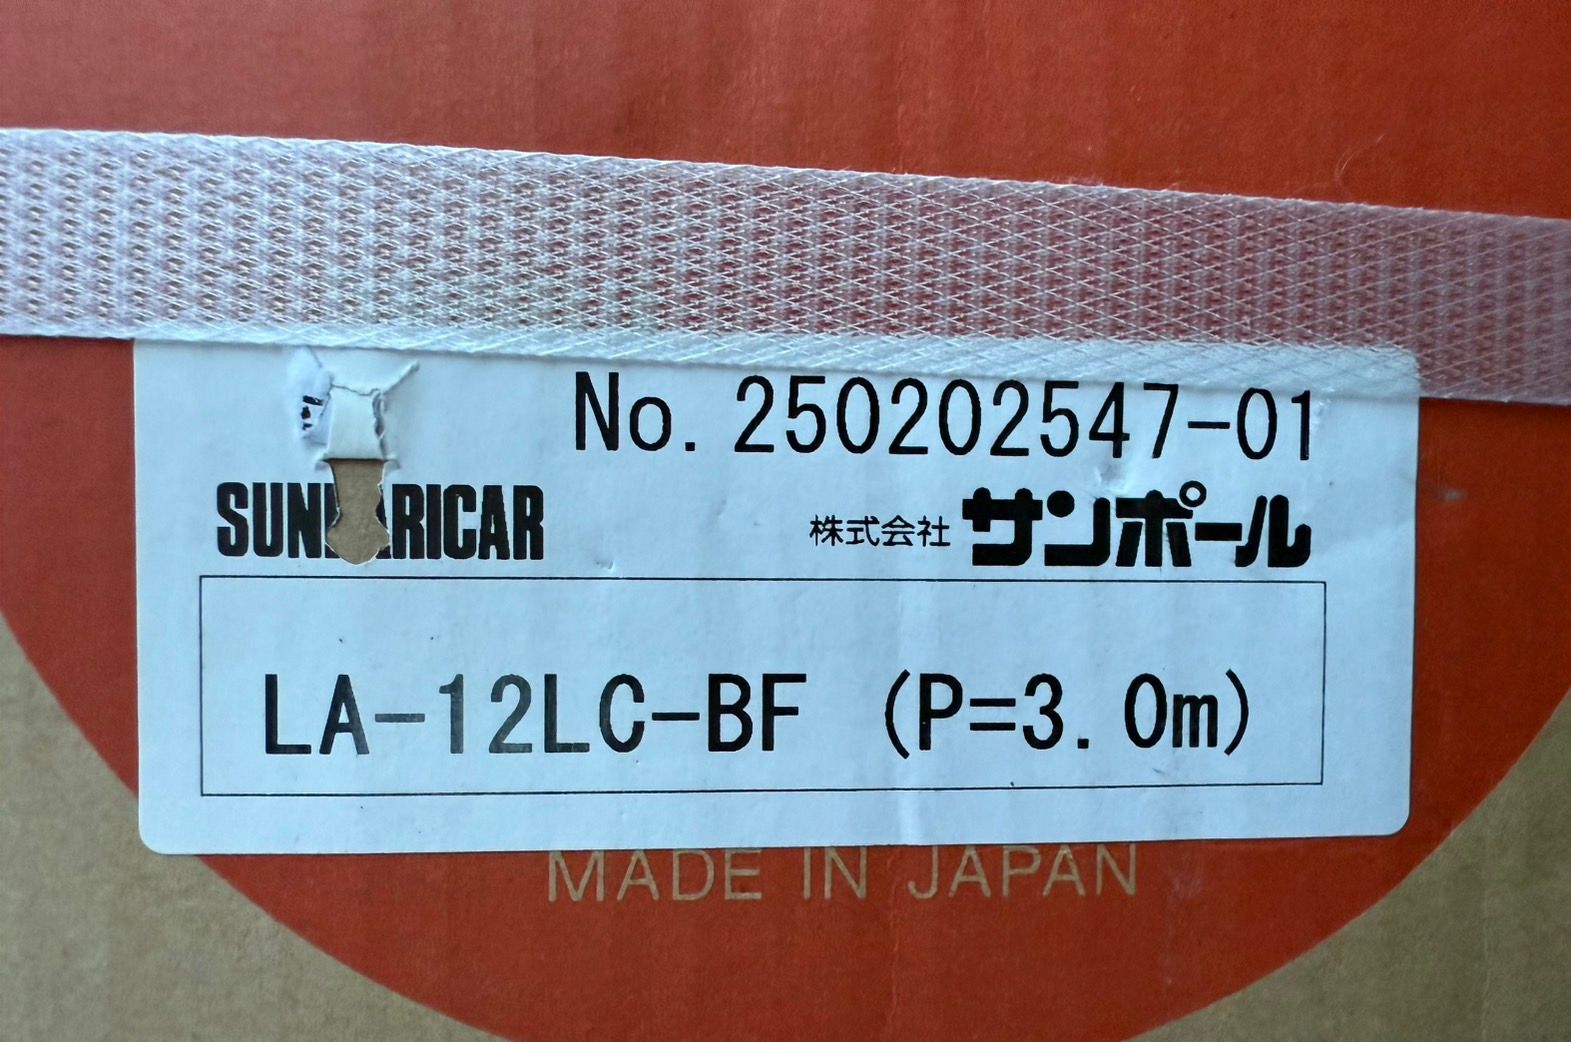 No. 250202547-01
株式会社 サンポール
LA-12LC-BF (P=3.0m)
MADE IN JAPAN